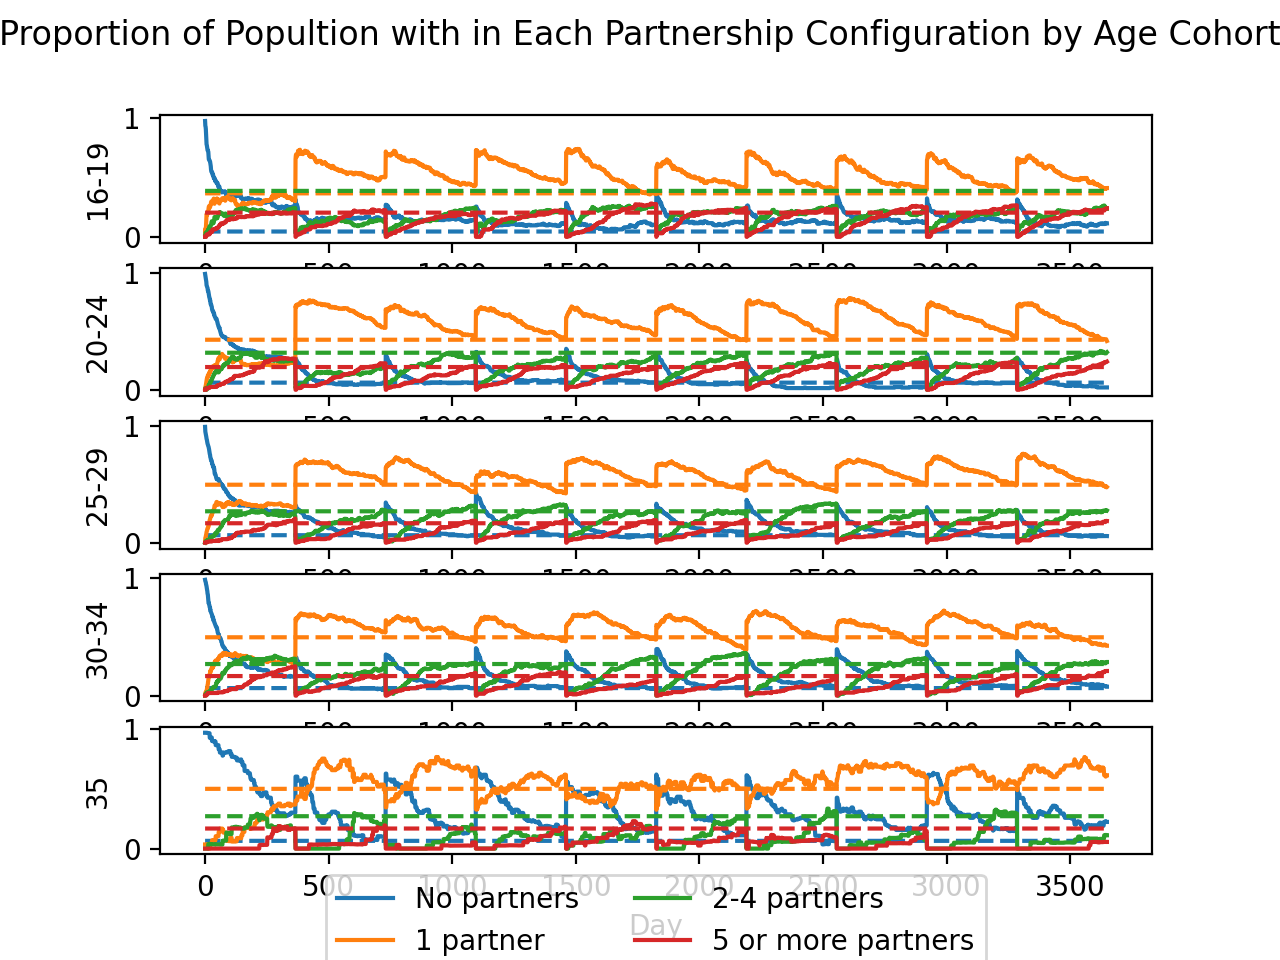 Proportion of Popultion with in Each Partnership Configuration by Age Cohort
1
16-19
0
1
20-24
0
1
25-29
0
1
30-34
0
1
35
0
0 500 1000 1500 2000 2500 3000 3500
Day
No partners
2-4 partners
1 partner
5 or more partners